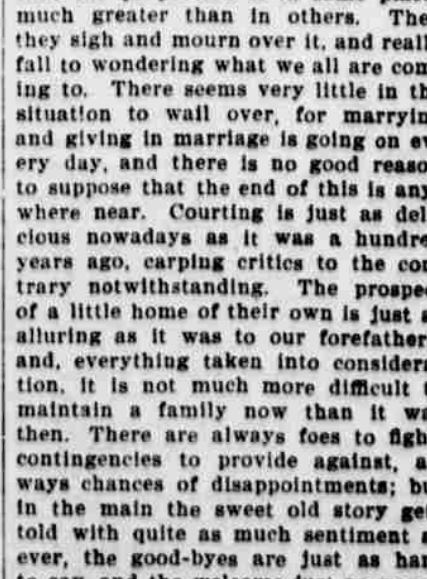 much greater than in others. The
they sigh and mourn over it, and reall
fall to wondering what we all are com
ing to. There seems very little in th
situation to wail over, for marryin
and giving in marriage is going on ev
ery day, and there is no good reaso
to suppose that the end of this is any
where near. Courting is just as deli
cious nowadays as it was a hundre
years ago, carping critics to the con
trary notwithstanding. The prospec
of a little home of their own is just a
alluring as it was to our forefather
and, everything taken into considera
tion, it is not much more difficult t
maintain a family now than it wa
then. There are always foes to figh
contingencies to provide against, al
ways chances of disappointments; bu
in the main the sweet old story get
told with quite as much sentiment a
ever, the good-byes are just as har